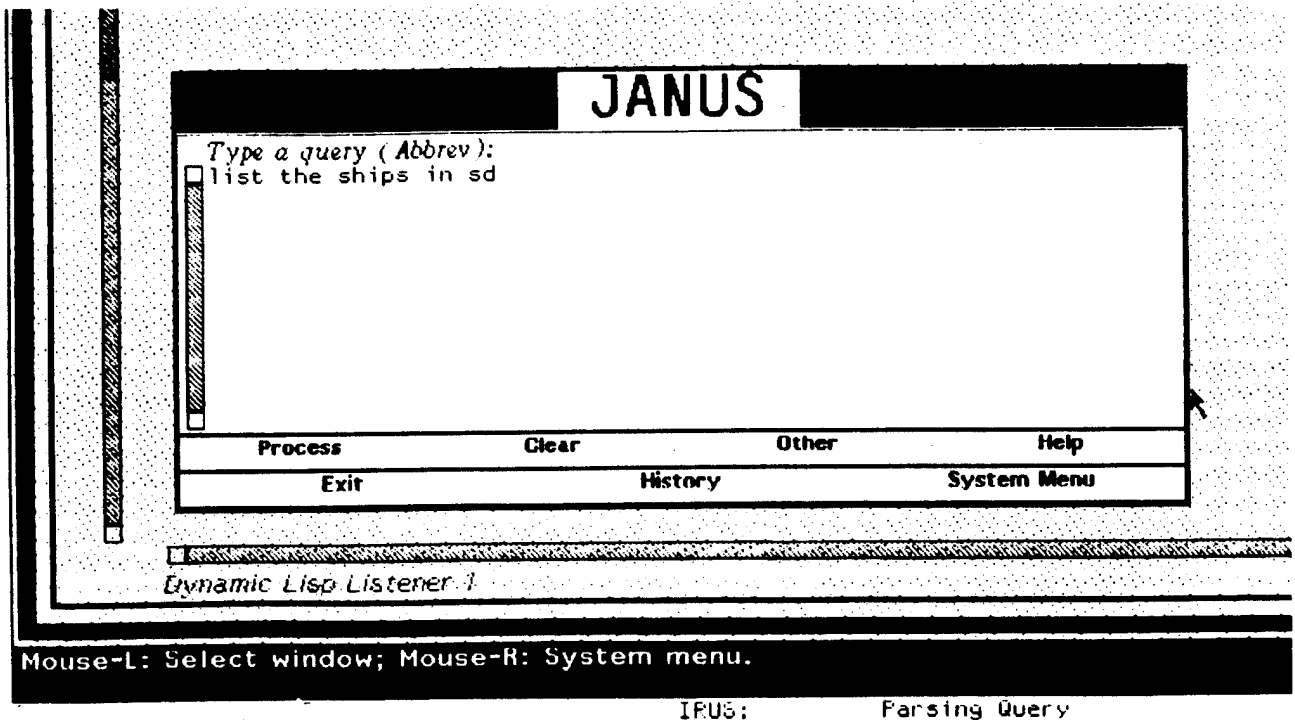 JANUS
Type a query (Abbrev):
list the ships in sd
Process Clear Other Help
Exit History System Menu
Dynamic Lisp Listener 1
Mouse-L: Select window; Mouse-R: System menu.
IRUS: Parsing Query